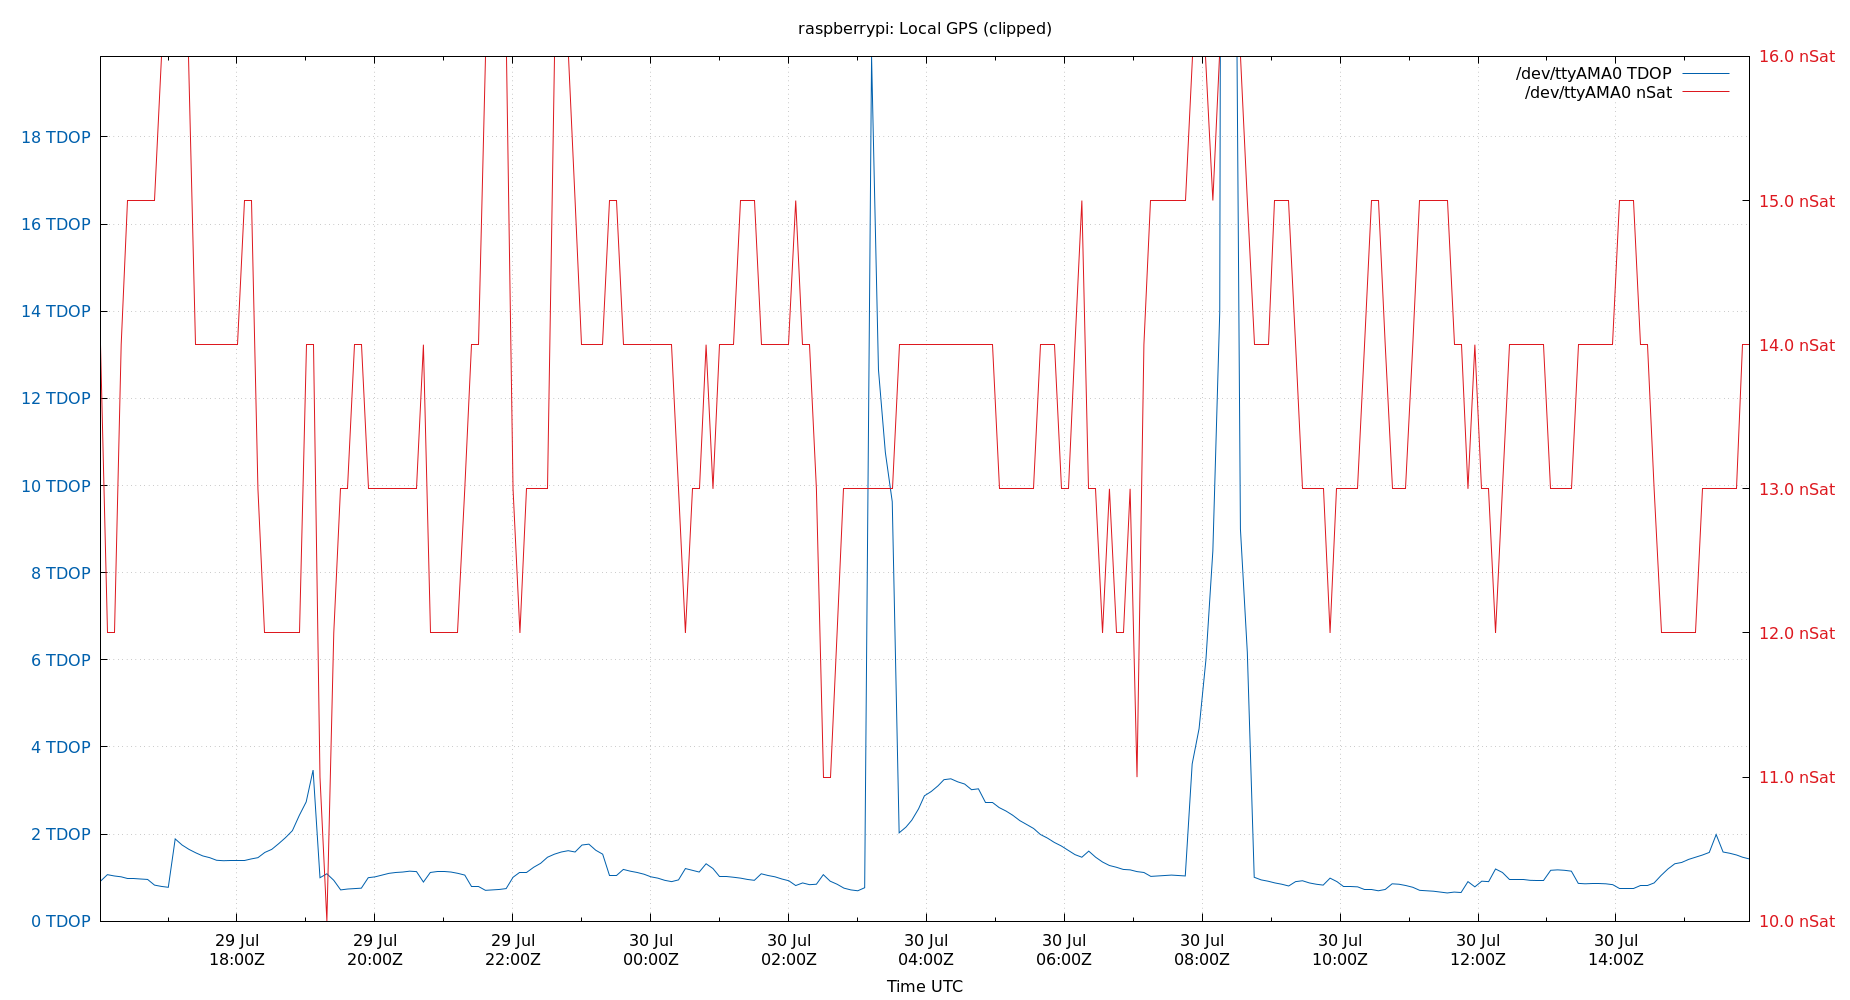 raspberrypi: Local GPS (clipped)
/dev/ttyAMA0 TDOP
/dev/ttyAMA0 nSat
18 TDOP
16 TDOP
14 TDOP
12 TDOP
10 TDOP
8 TDOP
6 TDOP
4 TDOP
2 TDOP
0 TDOP
16.0 nSat
15.0 nSat
14.0 nSat
13.0 nSat
12.0 nSat
11.0 nSat
10.0 nSat
29 Jul
18:00Z
29 Jul
20:00Z
29 Jul
22:00Z
30 Jul
00:00Z
30 Jul
02:00Z
30 Jul
04:00Z
30 Jul
06:00Z
30 Jul
08:00Z
30 Jul
10:00Z
30 Jul
12:00Z
30 Jul
14:00Z
Time UTC